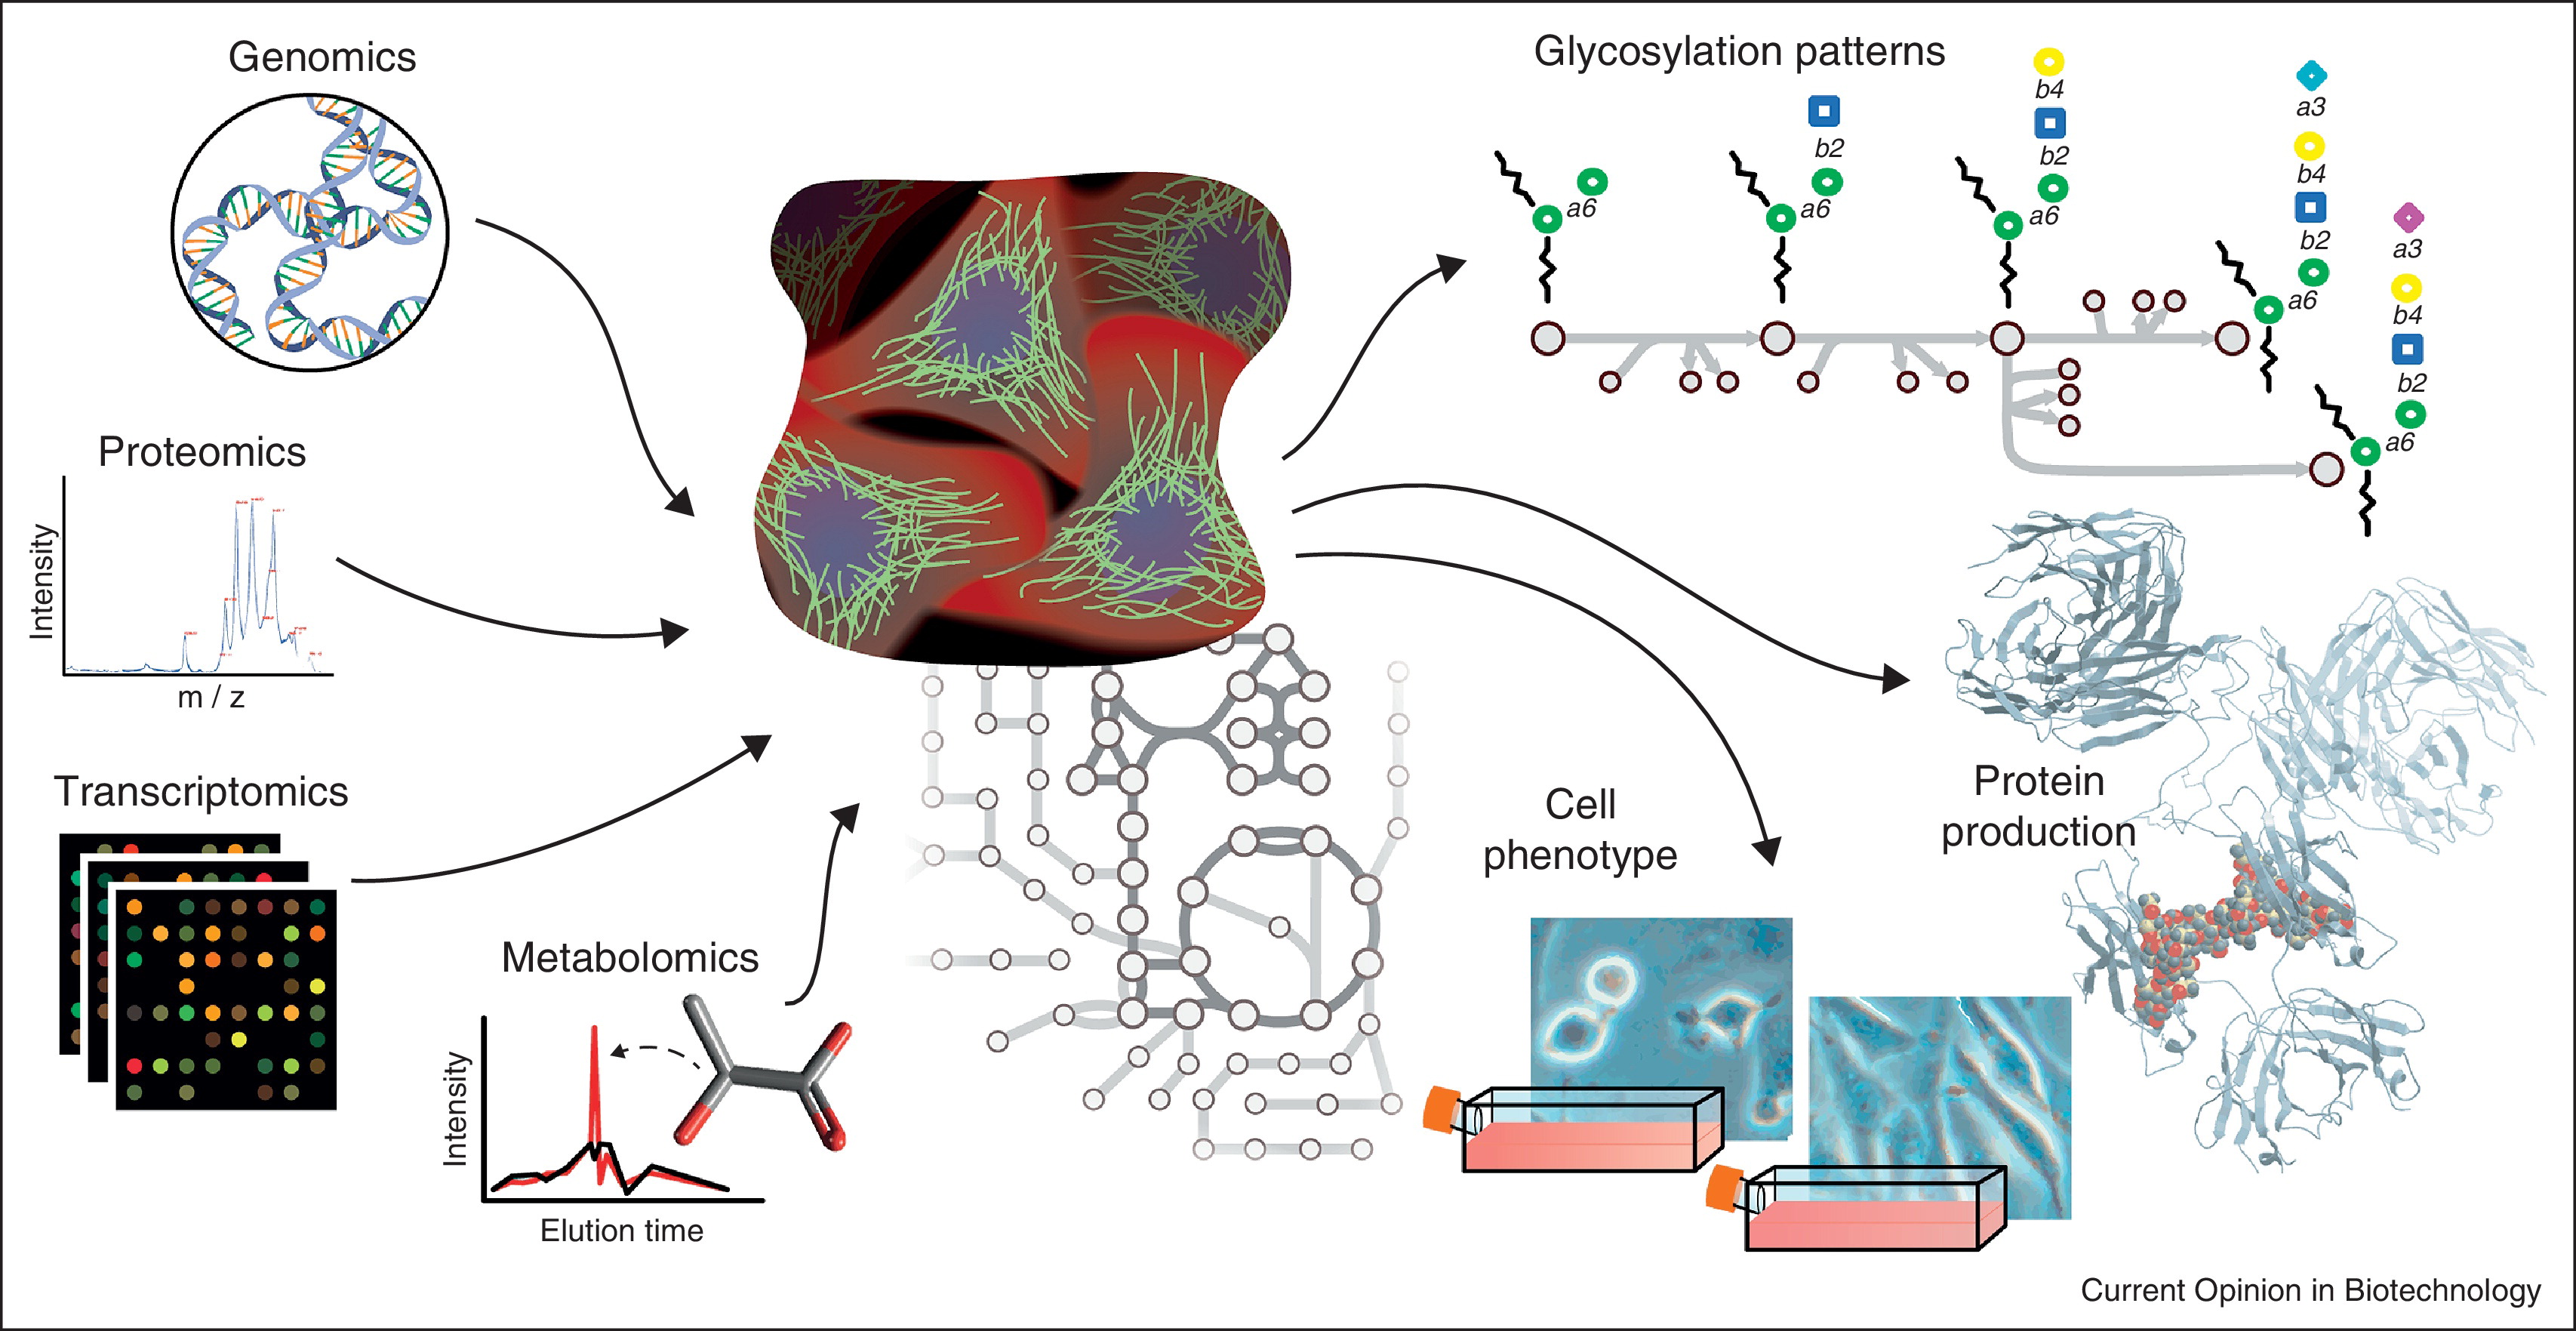 Genomics
Proteomics
Intensity
m / z
Transcriptomics
Metabolomics
Intensity
Elution time
Glycosylation patterns
a6
b2
a6
b4
b2
a6
a3
b4
b2
a6
a3
b4
b2
a6
Protein
production
Cell
phenotype
Current Opinion in Biotechnology